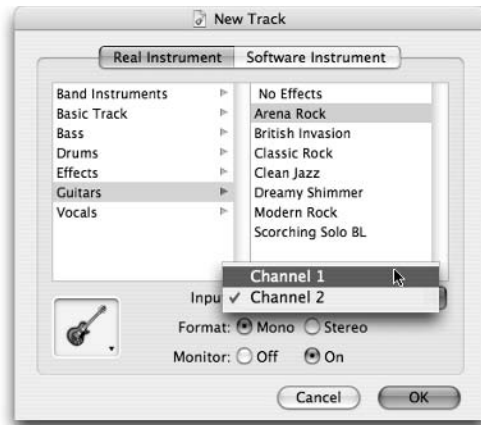 New Track
Real Instrument Software Instrument
Band Instruments
Basic Track
Bass
Drums
Effects
Guitars
Vocals
No Effects
Arena Rock
British Invasion
Classic Rock
Clean Jazz
Dreamy Shimmer
Modern Rock
Scorching Solo BL
Channel 1
Input ✓ Channel 2
Format: Mono Stereo
Monitor: Off On
Cancel OK